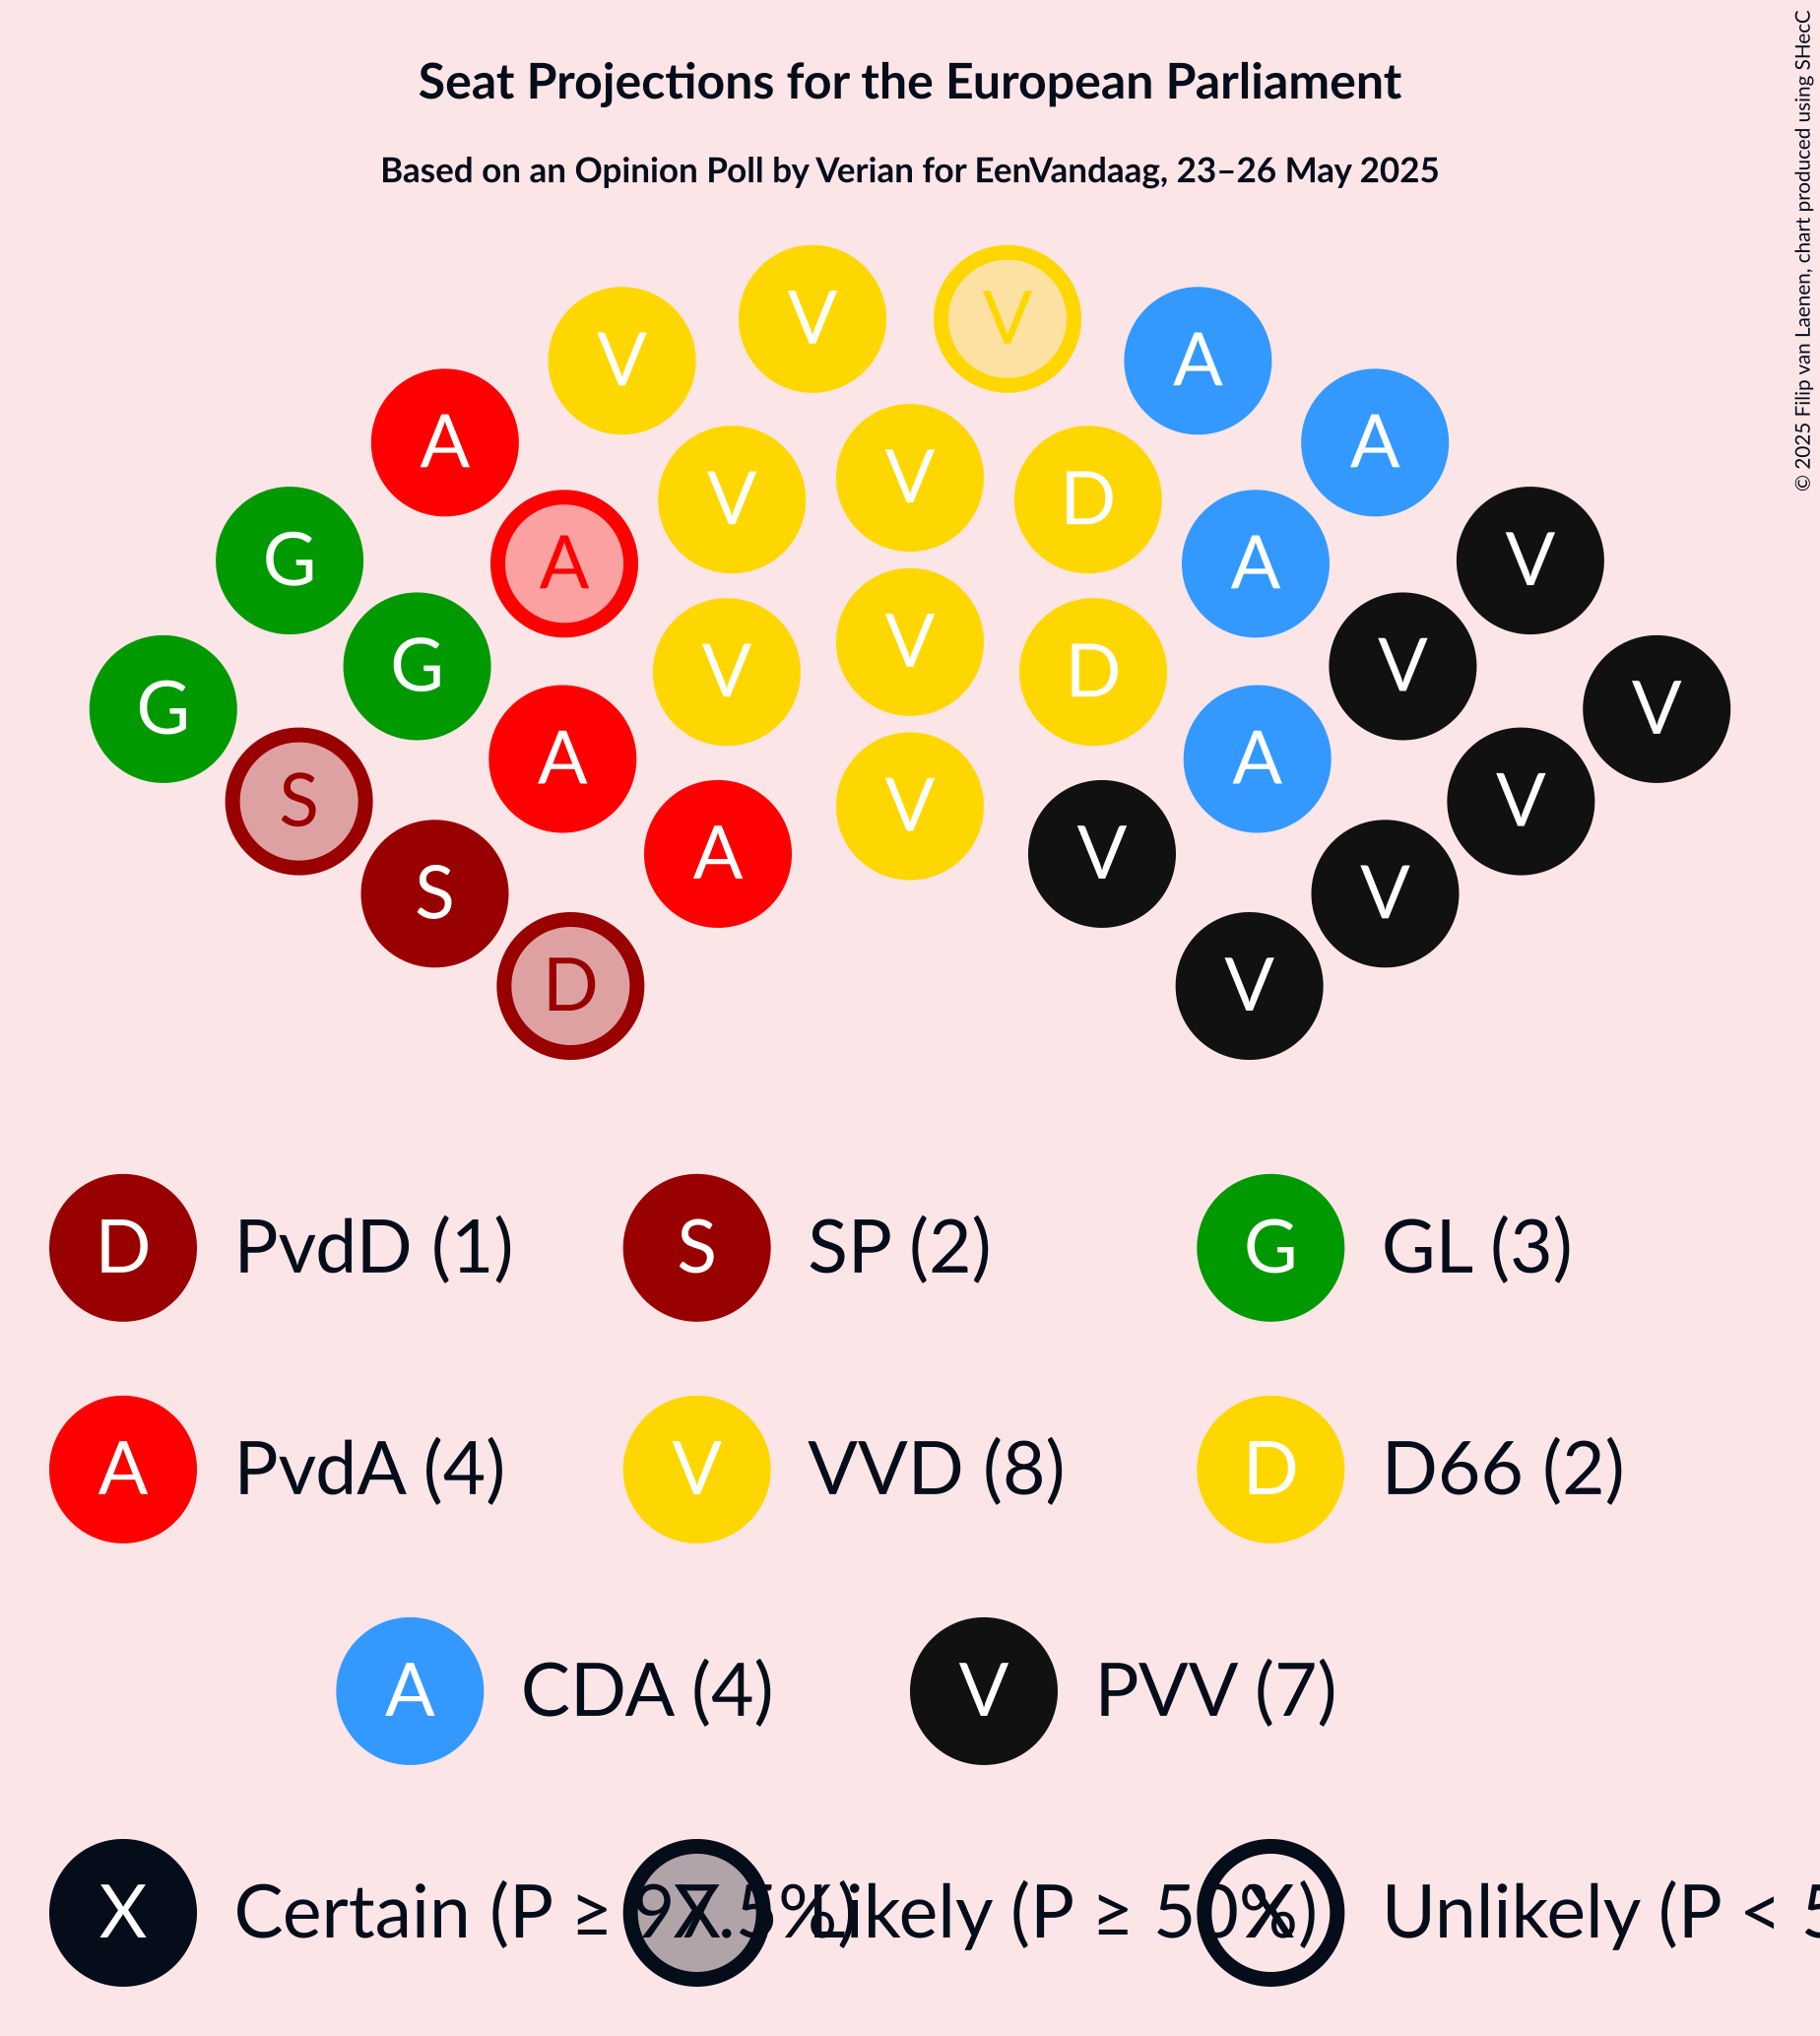 Seat Projections for the European Parliament
Based on an Opinion Poll by Verian for EenVandaag, 23–26 May 2025
© 2025 Filip van Laenen, chart produced using SHecC
V V
V A
V A
A V
V D
G A A V
V
G V D V
G A A V
S V V
A V
S V
D V
D PvdD (1) S SP (2) G GL (3)
A PvdA (4) V VVD (8) D D66 (2)
A CDA (4) V PVV (7)
X Certain (P ≥ 97.5%) X Likely (P ≥ 50%) X Unlikely (P < 5